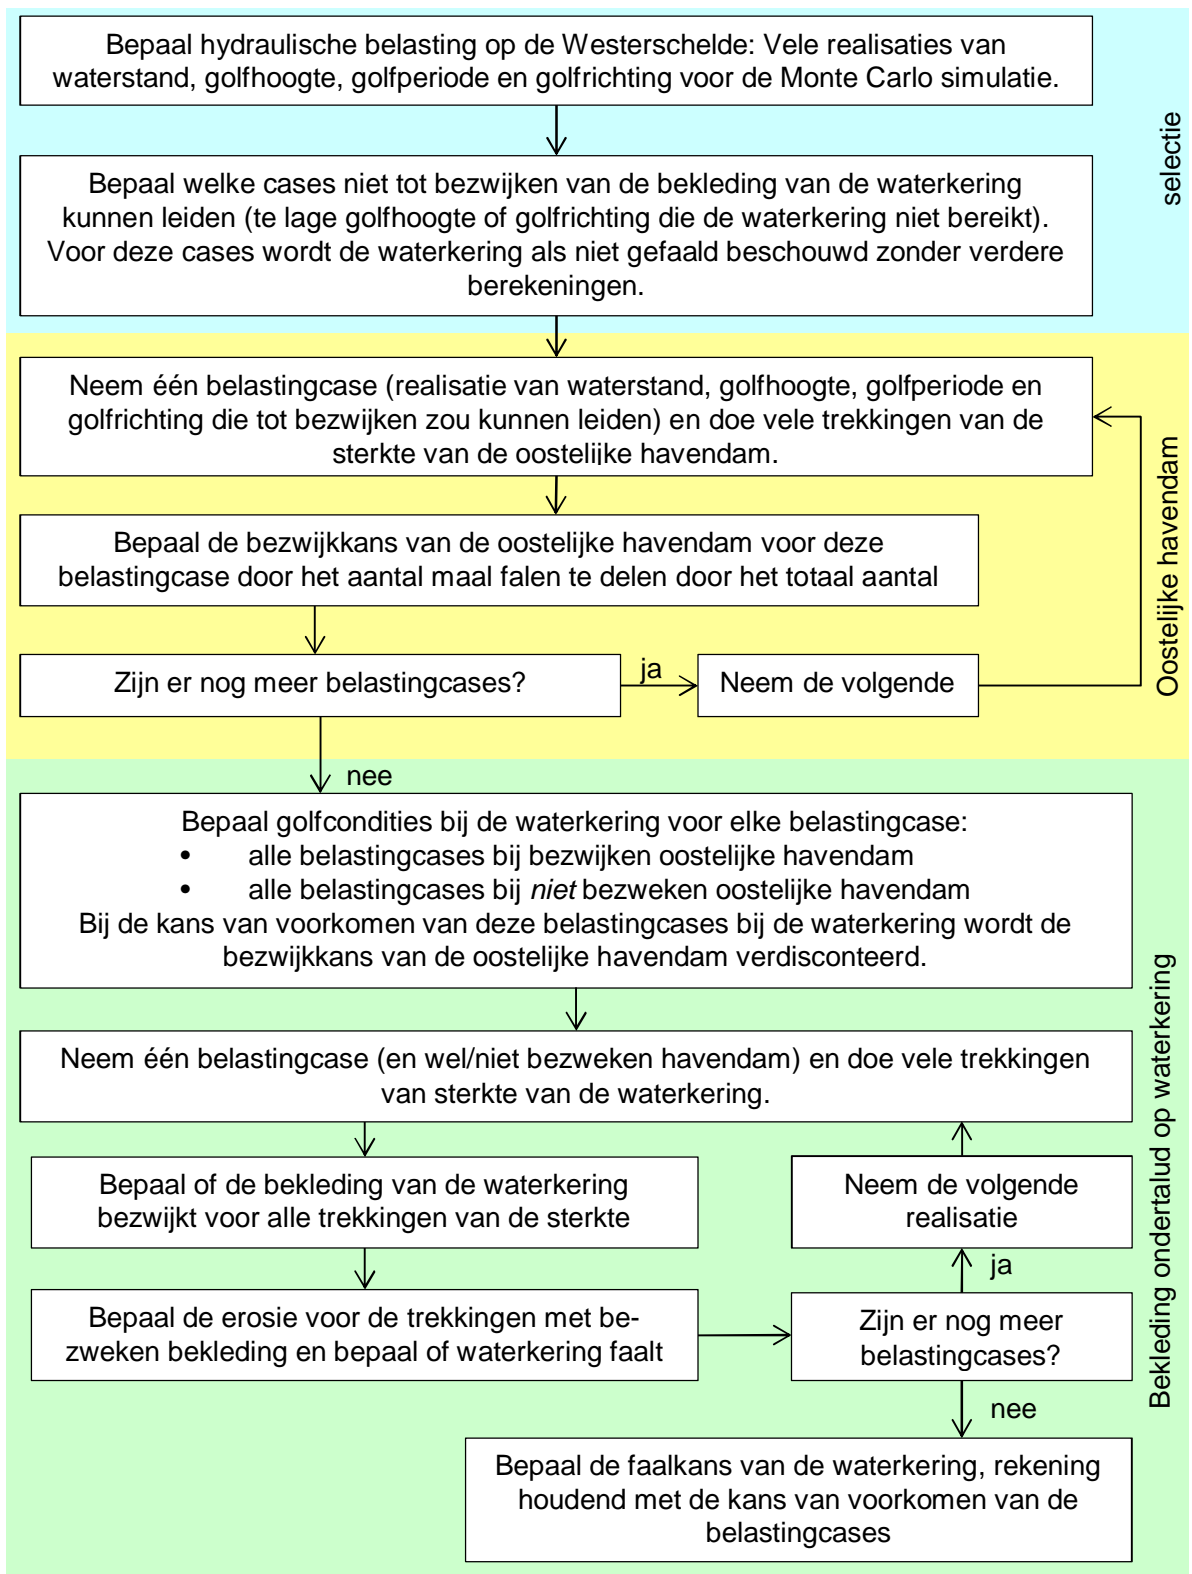 Bepaal hydraulische belasting op de Westerschelde: Vele realisaties van
waterstand, golfhoogte, golfperiode en golfrichting voor de Monte Carlo simulatie.
selectie
Bepaal welke cases niet tot bezwijken van de bekleding van de waterkering
kunnen leiden (te lage golfhoogte of golfrichting die de waterkering niet bereikt).
Voor deze cases wordt de waterkering als niet gefaald beschouwd zonder verdere
berekeningen.
Neem één belastingcase (realisatie van waterstand, golfhoogte, golfperiode en
golfrichting die tot bezwijken zou kunnen leiden) en doe vele trekkingen van de
sterkte van de oostelijke havendam.
Oostelijke havendam
Bepaal de bezwijkkans van de oostelijke havendam voor deze
belastingcase door het aantal maal falen te delen door het totaal aantal
Zijn er nog meer belastingcases?
ja
Neem de volgende
nee
Bepaal golfcondities bij de waterkering voor elke belastingcase:
• alle belastingcases bij bezwijken oostelijke havendam
• alle belastingcases bij niet bezweken oostelijke havendam
Bij de kans van voorkomen van deze belastingcases bij de waterkering wordt de
bezwijkkans van de oostelijke havendam verdisconteerd.
Bekleding ondertalud op waterkering
Neem één belastingcase (en wel/niet bezweken havendam) en doe vele trekkingen
van sterkte van de waterkering.
Bepaal of de bekleding van de waterkering
bezwijkt voor alle trekkingen van de sterkte
Neem de volgende
realisatie
ja
Bepaal de erosie voor de trekkingen met be-
zweken bekleding en bepaal of waterkering faalt
Zijn er nog meer
belastingcases?
nee
Bepaal de faalkans van de waterkering, rekening
houdend met de kans van voorkomen van de
belastingcases